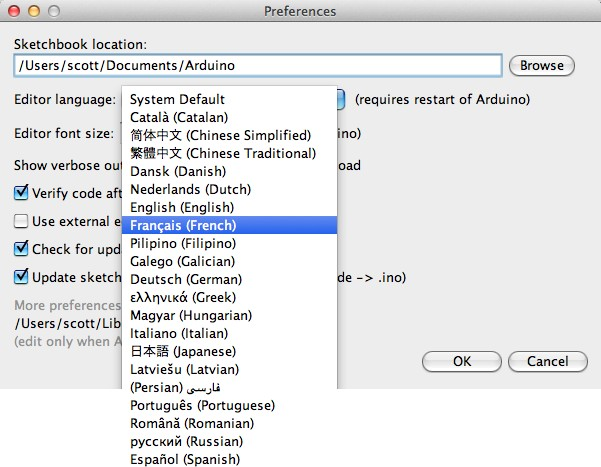 Preferences
Sketchbook location:
/Users/scott/Documents/Arduino
Browse
Editor language: (requires restart of Arduino)
Editor font size: ino)
Show verbose out oad
Verify code aft
Use external e
Check for upd
Update sketch de -> .ino)
More preferences
/Users/scott/Lib
(edit only when A
System Default
Català (Catalan)
简体中文 (Chinese Simplified)
繁體中文 (Chinese Traditional)
Dansk (Danish)
Nederlands (Dutch)
English (English)
Français (French)
Pilipino (Filipino)
Galego (Galician)
Deutsch (German)
ελληνικά (Greek)
Magyar (Hungarian)
Italiano (Italian)
日本語 (Japanese)
Latviešu (Latvian)
(Persian) فارسی
Português (Portuguese)
Română (Romanian)
русский (Russian)
Español (Spanish)
OK
Cancel